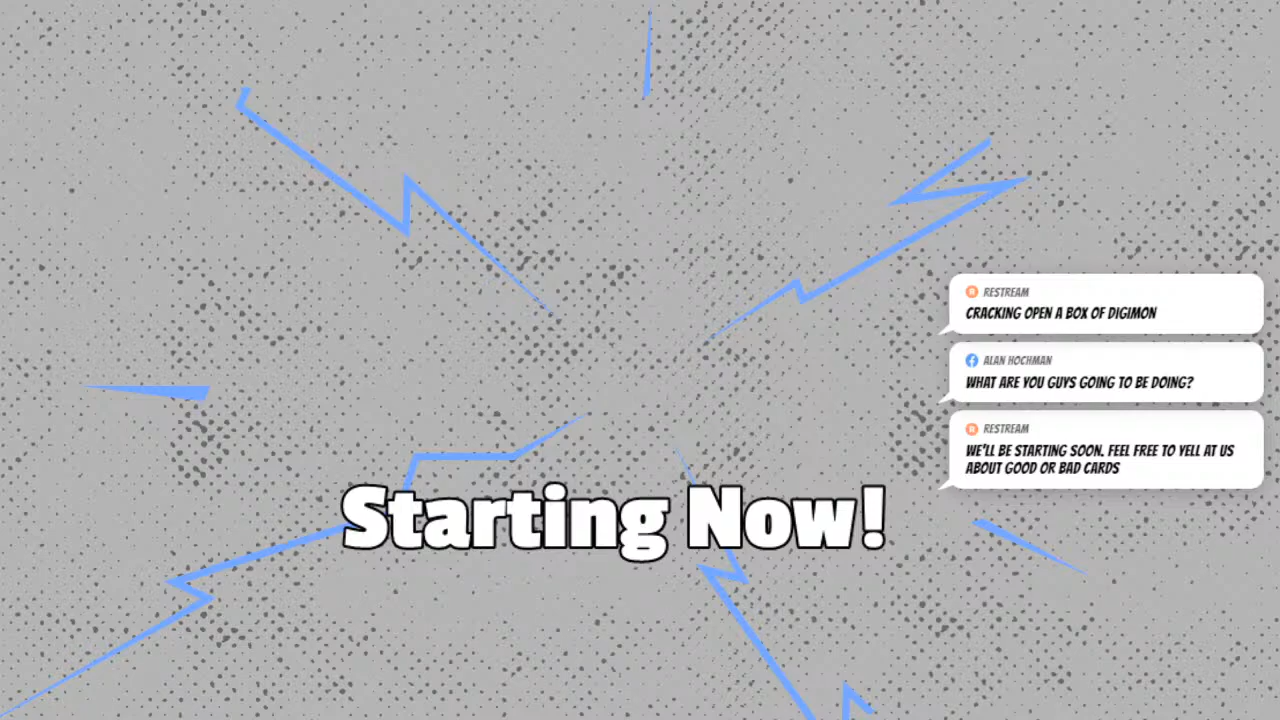 RESTREAM
CRACKING OPEN A BOX OF DIGIMON
ALAN HOCHMAN
WHAT ARE YOU GUYS GOING TO BE DOING?
RESTREAM
WE'LL BE STARTING SOON. FEEL FREE TO YELL AT US
ABOUT GOOD OR BAD CARDS
Starting Now!